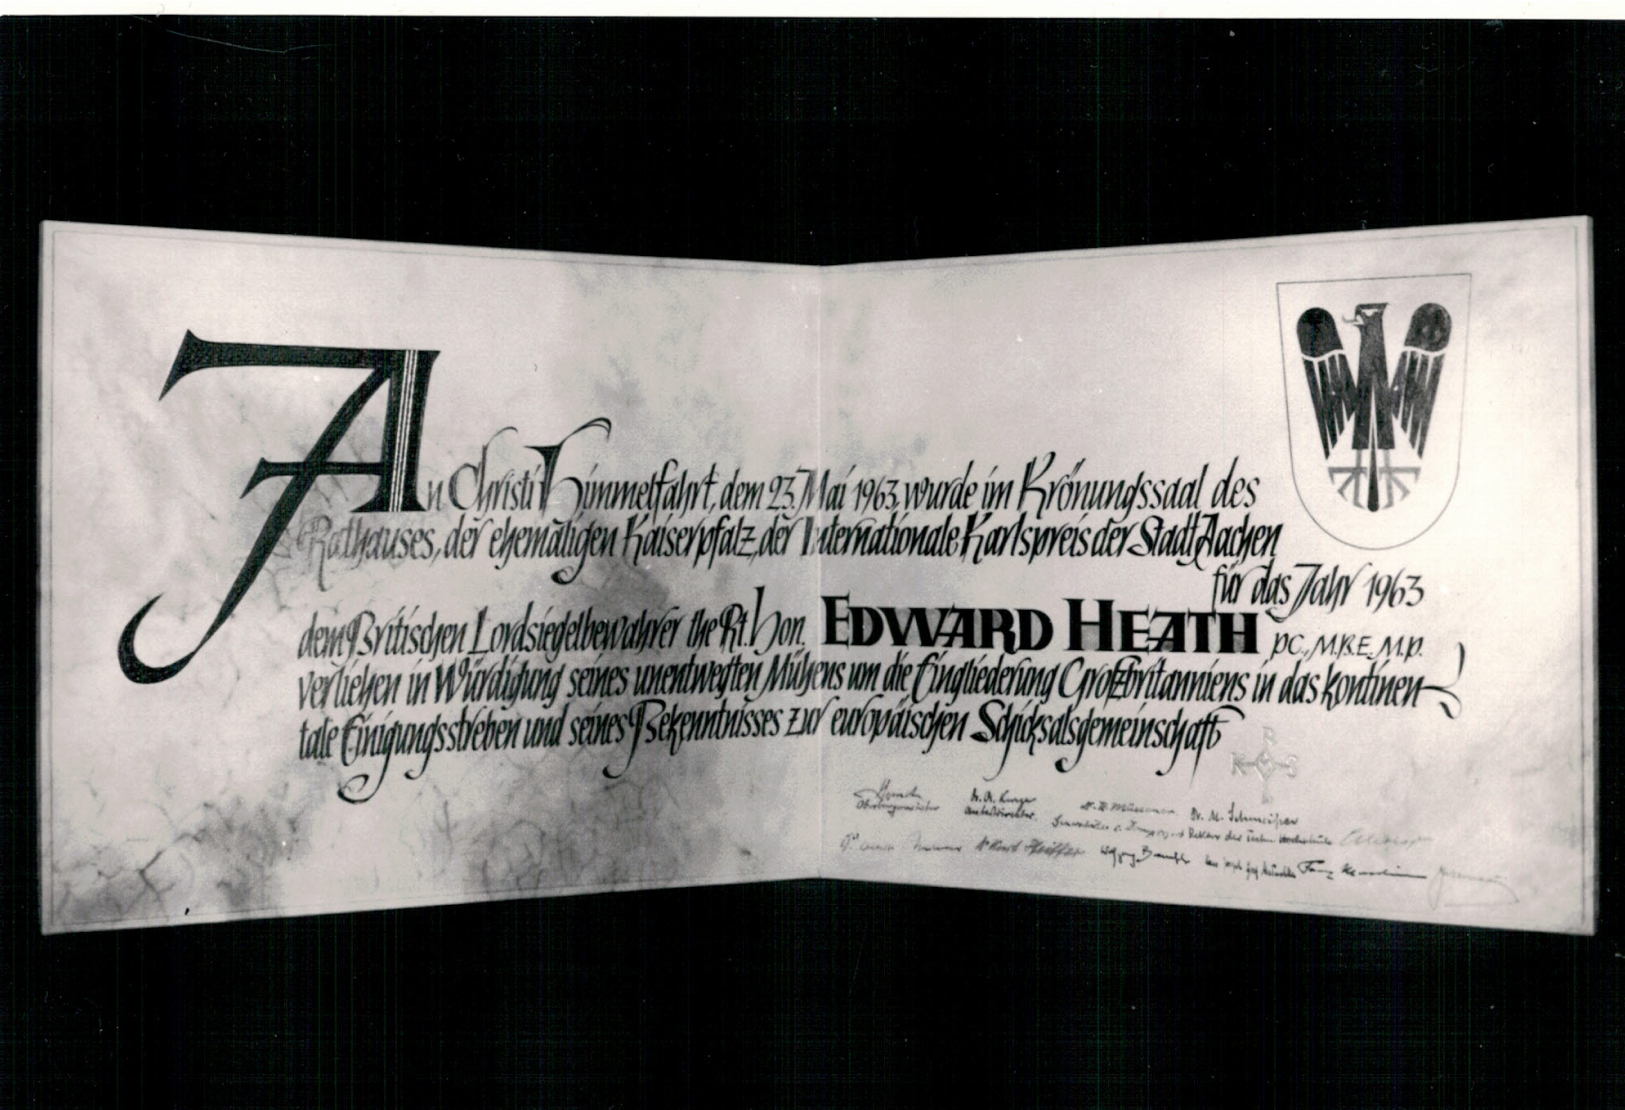 An Christi Himmelfahrt, dem 23. Mai 1963, wurde im Krönungssaal des
Rathauses, der ehemaligen Kaiserpfalz, der Internationale Karlspreis der Stadt Aachen
für das Jahr 1963
dem Britischen Lordsiegelbewahrer the Rt. Hon. EDWARD HEATH PC., M.B.E., M.P.
verliehen in Würdigung seines unentwegten Mühens um die Eingliederung Großbritanniens in das kontinen-
tale Einigungsstreben und seines Bekenntnisses zur europäischen Schicksalsgemeinschaft
Oberbürgermeister